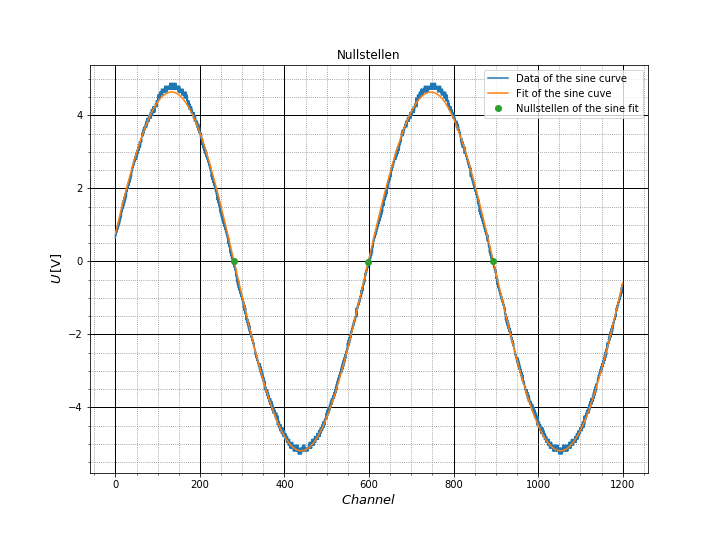 Nullstellen
Data of the sine curve
Fit of the sine cuve
Nullstellen of the sine fit
U [V]
4
2
0
−2
−4
0 200 400 600 800 1000 1200
Channel